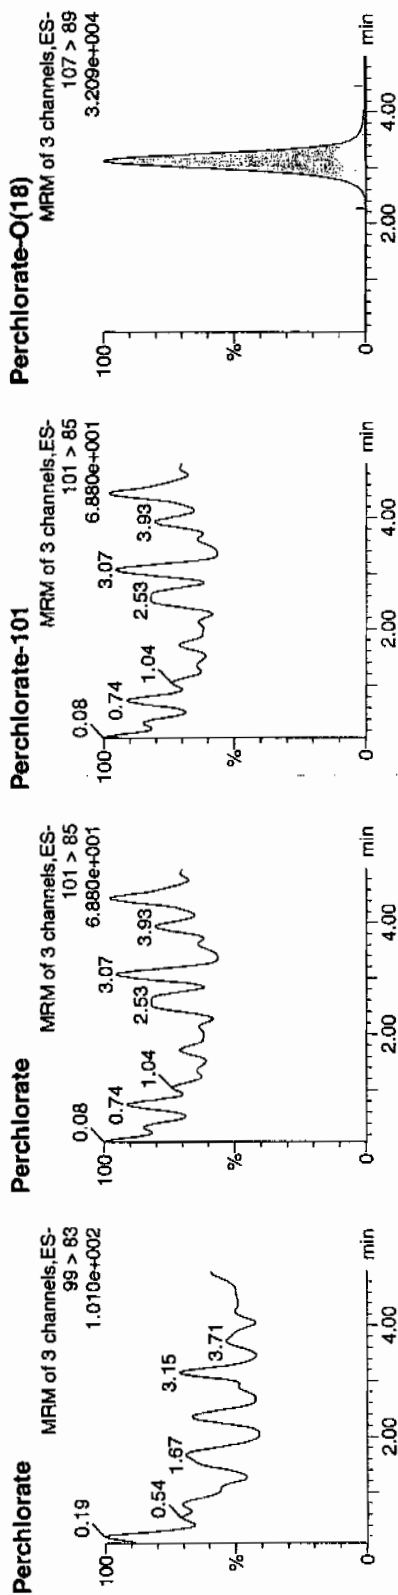 Perchlorate
MRM of 3 channels,ES-
99 > 83
1.010e+002
100
%
0
0.19
0.54
1.67
3.15
3.71
2.00
4.00
min
Perchlorate
MRM of 3 channels,ES-
101 > 85
6.880e+001
100
%
0
0.08
0.74
1.04
2.53
3.07
3.93
2.00
4.00
min
Perchlorate-101
MRM of 3 channels,ES-
101 > 85
6.880e+001
100
%
0
0.08
0.74
1.04
2.53
3.07
3.93
2.00
4.00
min
Perchlorate-O(18)
MRM of 3 channels,ES-
107 > 89
3.209e+004
100
%
0
2.00
4.00
min